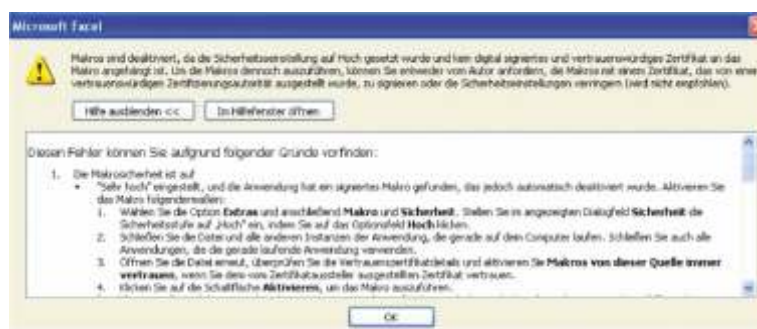 Microsoft Excel
Makros sind deaktiviert, da die Sicherheitseinstellung auf Hoch gesetzt wurde und kein digital signiertes und vertrauenswürdiges Zertifikat an das
Makro angehängt ist. Um die Makros dennoch auszuführen, können Sie entweder vom Autor anfordern, die Makros mit einem Zertifikat, das von einer
vertrauenswürdigen Zertifizierungsautorität ausgestellt wurde, zu signieren oder die Sicherheitseinstellungen verringern (wird nicht empfohlen).
Hilfe ausblenden <<
Im Hilfefenster öffnen
Diesen Fehler können Sie aufgrund folgender Gründe vorfinden:
1. Die Makrosicherheit ist auf
• "Sehr hoch" eingestellt, und die Anwendung hat ein signiertes Makro gefunden, das jedoch automatisch deaktiviert wurde. Aktivieren Sie
das Makro folgendermaßen:
1. Wählen Sie die Option Extras und anschließend Makro und Sicherheit. Stellen Sie im angezeigten Dialogfeld Sicherheit die
Sicherheitsstufe auf „Hoch" ein, indem Sie auf das Optionsfeld Hoch klicken.
2. Schließen Sie die Datei und alle anderen Instanzen der Anwendung, die gerade auf dem Computer laufen. Schließen Sie auch alle
Anwendungen, die die gerade laufende Anwendung verwenden.
3. Öffnen Sie die Datei erneut, überprüfen Sie die Vertrauenszertifikatdetails und aktivieren Sie Makros von dieser Quelle immer
vertrauen, wenn Sie dem vom Zertifikataussteller ausgestellten Zertifikat vertrauen.
4. Klicken Sie auf die Schaltfläche Aktivieren, um das Makro auszuführen.
OK